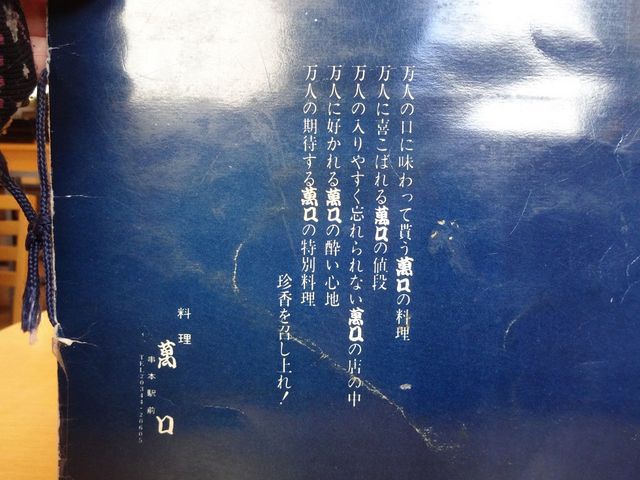 万人の口に味わって貰う萬口の料理
万人に喜こばれる萬口の値段
万人の入りやすく忘れられない萬口の店の中
万人に好かれる萬口の酔い心地
万人の期待する萬口の特別料理
珍香を召し上れ!
料理
萬口
串本駅前